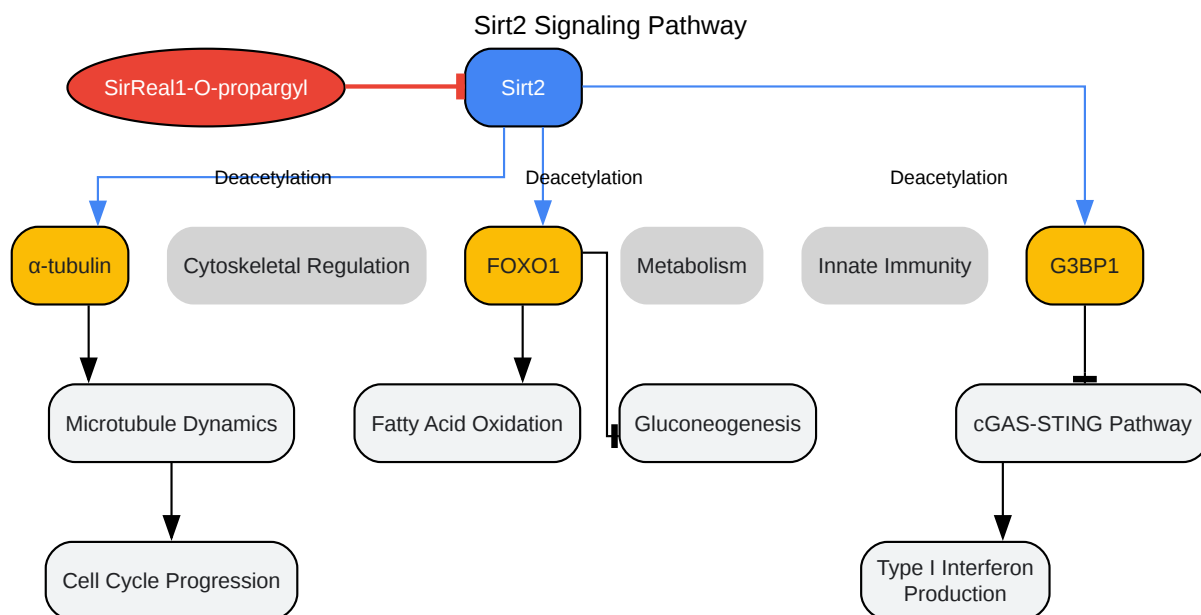 Sirt2 Signaling Pathway
SirReal1-O-propargyl
Sirt2
Deacetylation
Deacetylation
Deacetylation
α-tubulin
Cytoskeletal Regulation
FOXO1
Metabolism
Innate Immunity
G3BP1
Microtubule Dynamics
Fatty Acid Oxidation
Gluconeogenesis
cGAS-STING Pathway
Cell Cycle Progression
Type I Interferon
Production